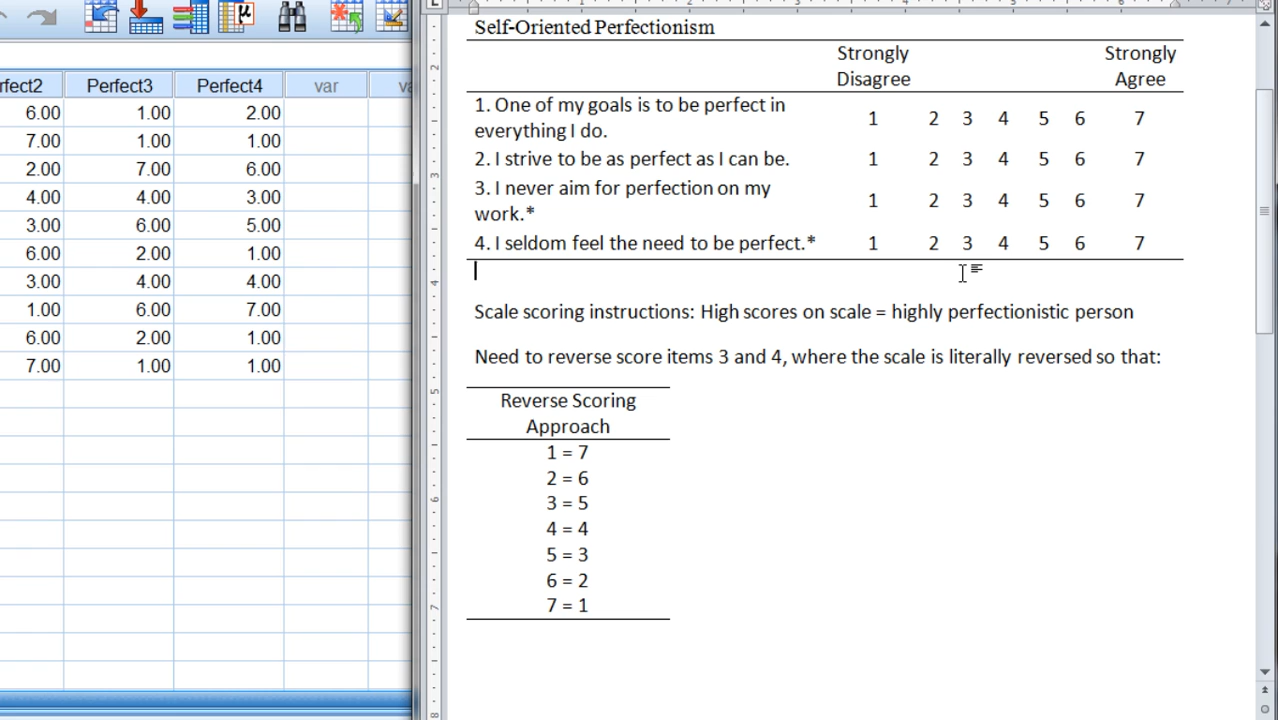 rfect2 Perfect3 Perfect4 var va
6.00 1.00 2.00
7.00 1.00 1.00
2.00 7.00 6.00
4.00 4.00 3.00
3.00 6.00 5.00
6.00 2.00 1.00
3.00 4.00 4.00
1.00 6.00 7.00
6.00 2.00 1.00
7.00 1.00 1.00
Self-Oriented Perfectionism
Strongly Strongly
Disagree Agree
1. One of my goals is to be perfect in
everything I do. 1 2 3 4 5 6 7
2. I strive to be as perfect as I can be. 1 2 3 4 5 6 7
3. I never aim for perfection on my
work.* 1 2 3 4 5 6 7
4. I seldom feel the need to be perfect.* 1 2 3 4 5 6 7
Scale scoring instructions: High scores on scale = highly perfectionistic person
Need to reverse score items 3 and 4, where the scale is literally reversed so that:
Reverse Scoring
Approach
1 = 7
2 = 6
3 = 5
4 = 4
5 = 3
6 = 2
7 = 1